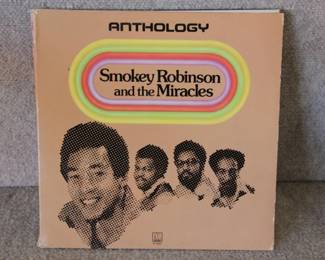 ANTHOLOGY
Smokey Robinson
and the Miracles